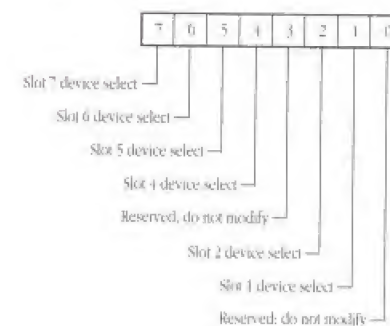 7 6 5 4 3 2 1 0
Slot 7 device select
Slot 6 device select
Slot 5 device select
Slot 4 device select
Reserved, do not modify
Slot 2 device select
Slot 1 device select
Reserved; do not modify